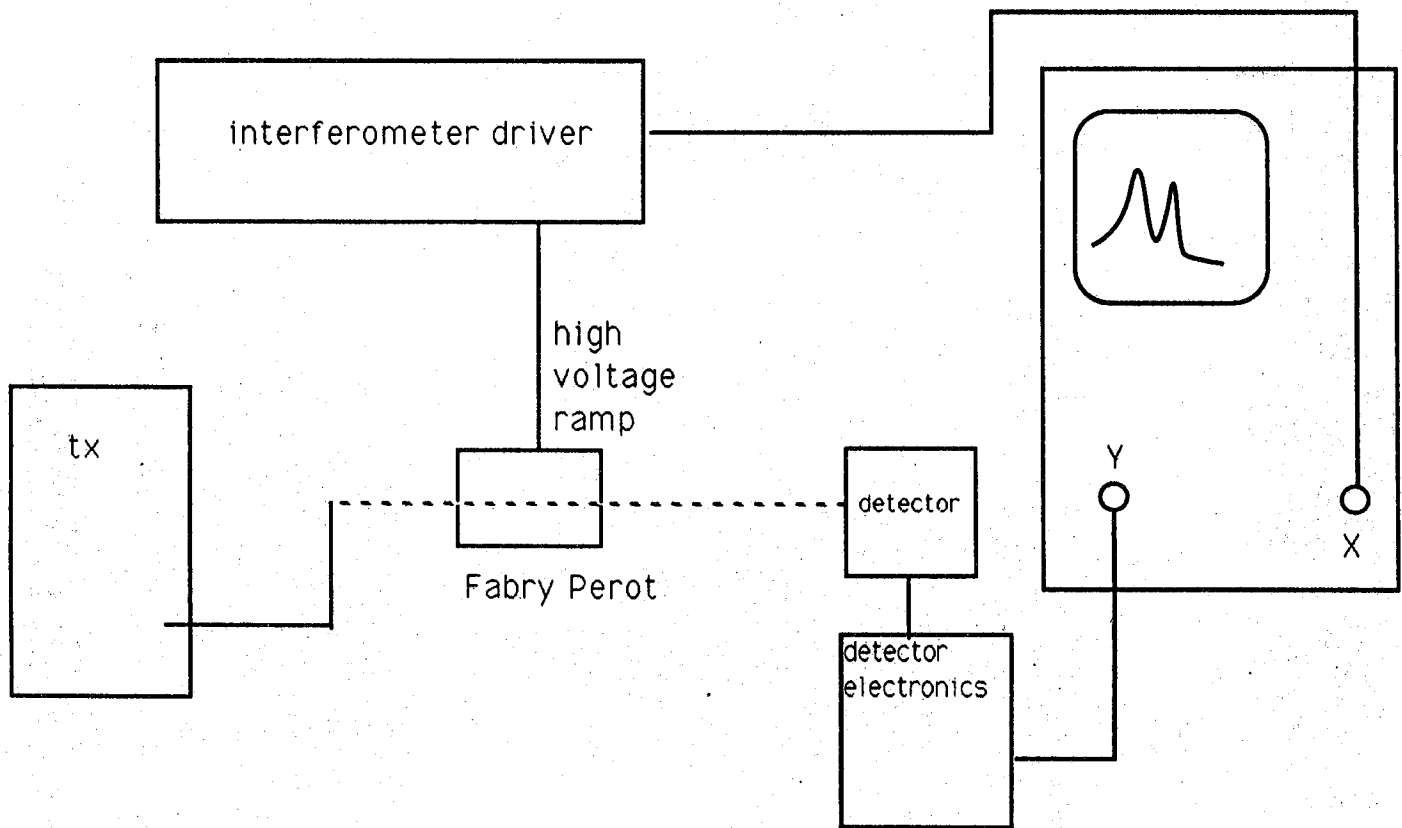 interferometer driver
high
voltage
ramp
tx
Fabry Perot
detector
detector
electronics
Y
X